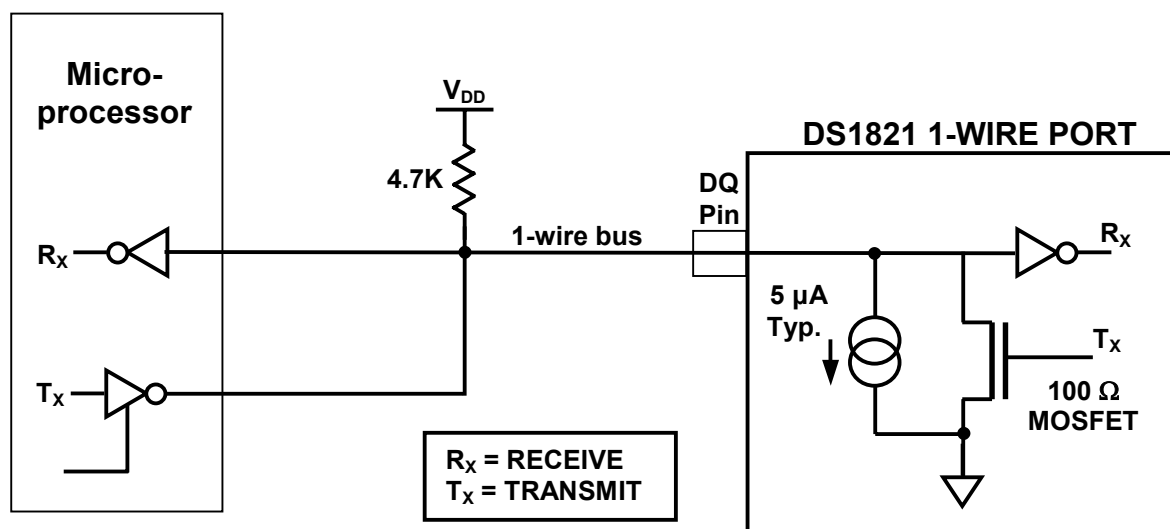 Micro-
processor
V_DD
4.7K
DS1821 1-WIRE PORT
DQ
Pin
1-wire bus
R_X
R_X
5 µA
Typ.
T_X
T_X
100 Ω
MOSFET
R_X = RECEIVE
T_X = TRANSMIT